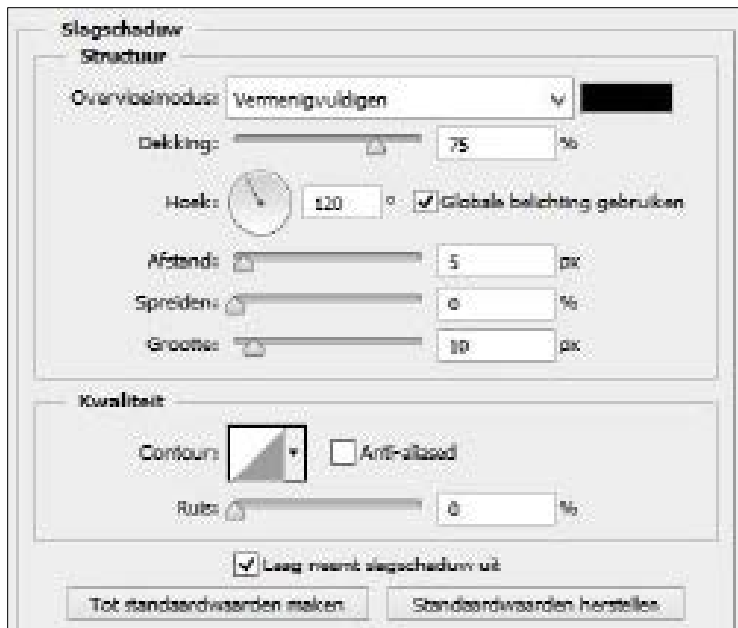 Slagschaduw
Structuur
Overvloeimodus: Vermenigvuldigen
Dekking: 75 %
Hoek: 120 ° Globale belichting gebruiken
Afstand: 5 px
Spreiden: 0 %
Grootte: 10 px
Kwaliteit
Contour: Anti-aliased
Ruis: 0 %
Laag neemt slagschaduw uit
Tot standaardwaarden maken Standaardwaarden herstellen